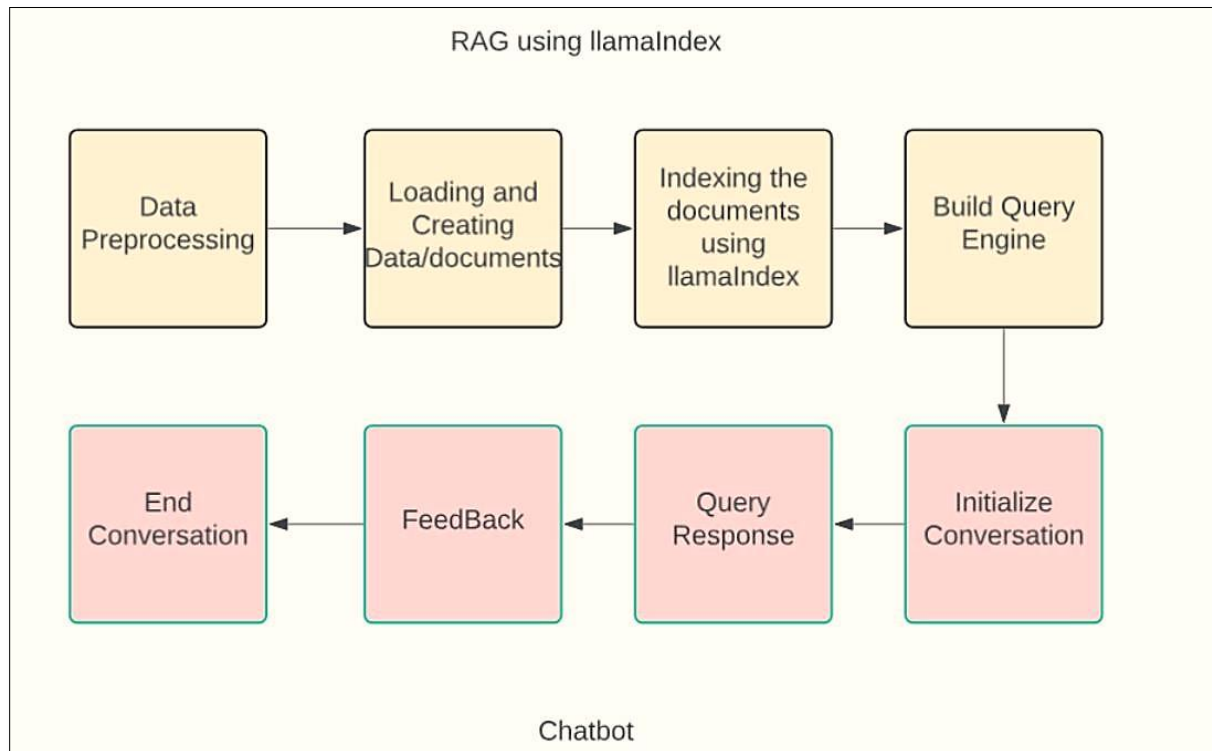 RAG using llamaIndex
Data
Preprocessing
Loading and
Creating
Data/documents
Indexing the
documents
using
llamaIndex
Build Query
Engine
Initialize
Conversation
Query
Response
FeedBack
End
Conversation
Chatbot